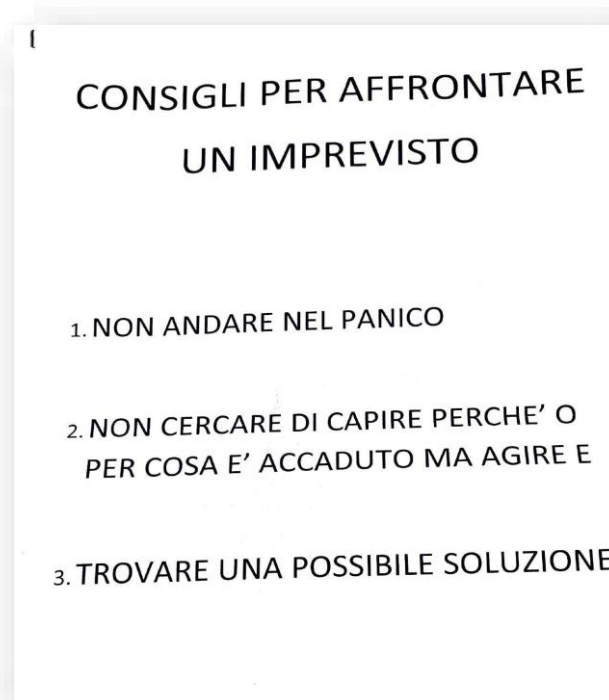 CONSIGLI PER AFFRONTARE
UN IMPREVISTO
1. NON ANDARE NEL PANICO
2. NON CERCARE DI CAPIRE PERCHE' O
PER COSA E' ACCADUTO MA AGIRE E
3. TROVARE UNA POSSIBILE SOLUZIONE